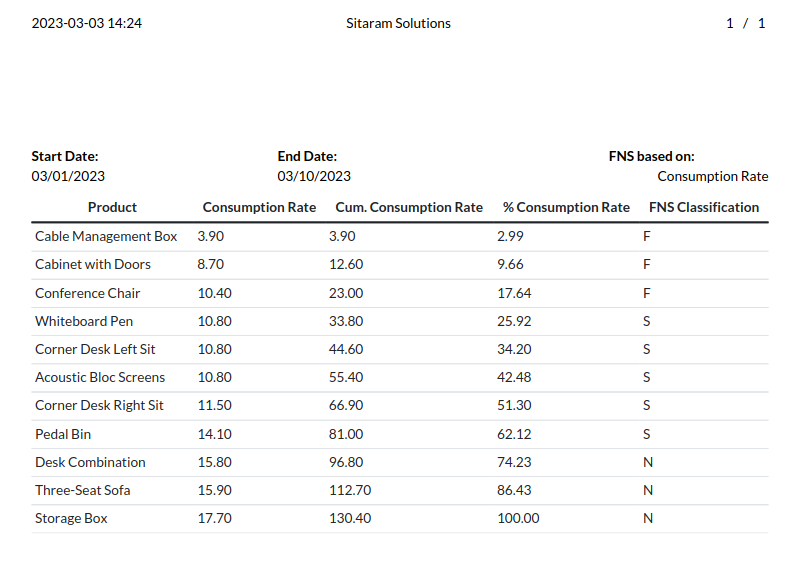 2023-03-03 14:24 Sitaram Solutions 1 / 1
Start Date: End Date: FNS based on:
03/01/2023 03/10/2023 Consumption Rate
Product Consumption Rate Cum. Consumption Rate % Consumption Rate FNS Classification
Cable Management Box 3.90 3.90 2.99 F
Cabinet with Doors 8.70 12.60 9.66 F
Conference Chair 10.40 23.00 17.64 F
Whiteboard Pen 10.80 33.80 25.92 S
Corner Desk Left Sit 10.80 44.60 34.20 S
Acoustic Bloc Screens 10.80 55.40 42.48 S
Corner Desk Right Sit 11.50 66.90 51.30 S
Pedal Bin 14.10 81.00 62.12 S
Desk Combination 15.80 96.80 74.23 N
Three-Seat Sofa 15.90 112.70 86.43 N
Storage Box 17.70 130.40 100.00 N